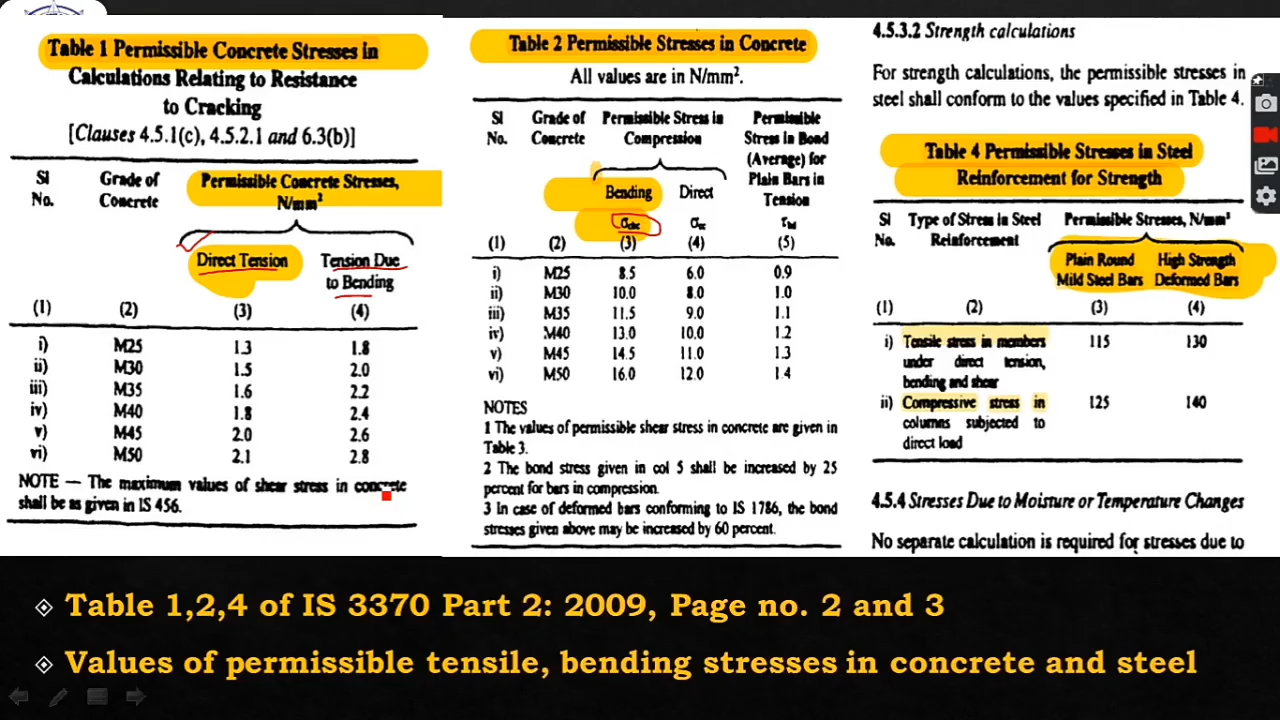 Table 1 Permissible Concrete Stresses in
Calculations Relating to Resistance
to Cracking
[Clauses 4.5.1(c), 4.5.2.1 and 6.3(b)]
Sl No. Grade of Concrete Permissible Concrete Stresses, N/mm²
Direct Tension Tension Due to Bending
(1) (2) (3) (4)
i) M25 1.3 1.8
ii) M30 1.5 2.0
iii) M35 1.6 2.2
iv) M40 1.8 2.4
v) M45 2.0 2.6
vi) M50 2.1 2.8
NOTE — The maximum values of shear stress in concrete
shall be as given in IS 456.
Table 2 Permissible Stresses in Concrete
All values are in N/mm².
Sl No. Grade of Concrete Permissible Stress in Compression Permissible Stress in Bond (Average) for Plain Bars in Tension
Bending Direct
σcbc σcc τbd
(1) (2) (3) (4) (5)
i) M25 8.5 6.0 0.9
ii) M30 10.0 8.0 1.0
iii) M35 11.5 9.0 1.1
iv) M40 13.0 10.0 1.2
v) M45 14.5 11.0 1.3
vi) M50 16.0 12.0 1.4
NOTES
1 The values of permissible shear stress in concrete are given in
Table 3.
2 The bond stress given in col 5 shall be increased by 25
percent for bars in compression.
3 In case of deformed bars conforming to IS 1786, the bond
stresses given above may be increased by 60 percent.
4.5.3.2 Strength calculations
For strength calculations, the permissible stresses in
steel shall conform to the values specified in Table 4.
Table 4 Permissible Stresses in Steel
Reinforcement for Strength
Sl No. Type of Stress in Steel Reinforcement Permissible Stresses, N/mm²
Plain Round Mild Steel Bars High Strength Deformed Bars
(1) (2) (3) (4)
i) Tensile stress in members 115 130
under direct tension,
bending and shear
ii) Compressive stress in 125 140
columns subjected to
direct load
4.5.4 Stresses Due to Moisture or Temperature Changes
No separate calculation is required for stresses due to
Table 1,2,4 of IS 3370 Part 2: 2009, Page no. 2 and 3
Values of permissible tensile, bending stresses in concrete and steel